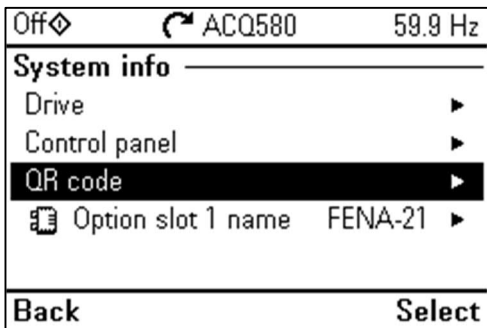 Off ACQ580 59.9 Hz
System info
Drive
Control panel
QR code
Option slot 1 name FENA-21
Back Select